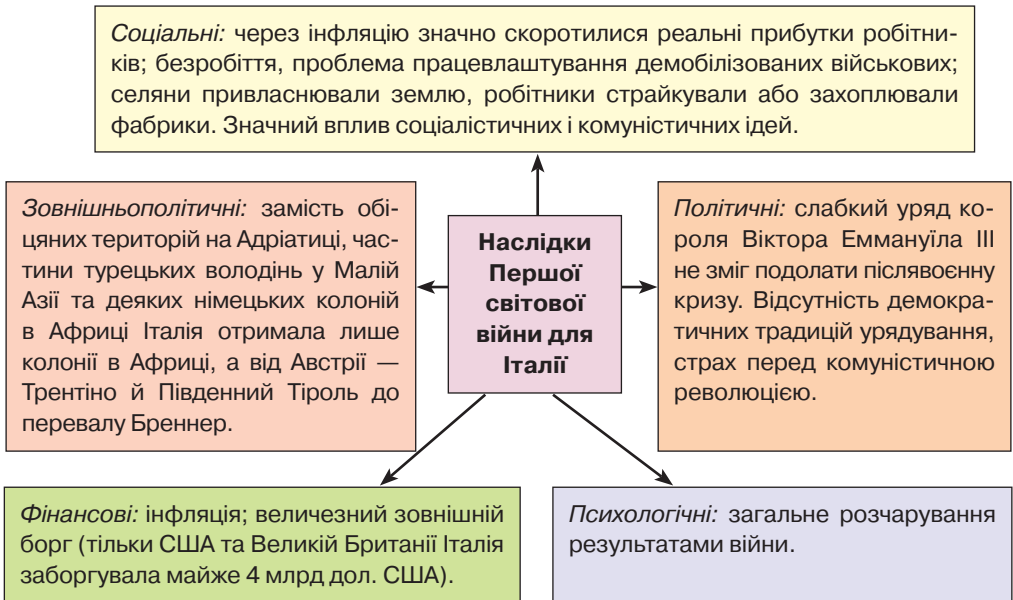 Соціальні: через інфляцію значно скоротилися реальні прибутки робітни-
ків; безробіття, проблема працевлаштування демобілізованих військових;
селяни привласнювали землю, робітники страйкували або захоплювали
фабрики. Значний вплив соціалістичних і комуністичних ідей.
Зовнішньополітичні: замість обі-
цяних територій на Адріатиці, час-
тини турецьких володінь у Малій
Азії та деяких німецьких колоній
в Африці Італія отримала лише
колонії в Африці, а від Австрії —
Трентіно й Південний Тіроль до
перевалу Бреннер.
Наслідки
Першої
світової
війни для
Італії
Політичні: слабкий уряд ко-
роля Віктора Еммануїла III
не зміг подолати післявоєнну
кризу. Відсутність демокра-
тичних традицій урядування,
страх перед комуністичною
революцією.
Фінансові: інфляція; величезний зовнішній
борг (тільки США та Великій Британії Італія
заборгувала майже 4 млрд дол. США).
Психологічні: загальне розчарування
результатами війни.